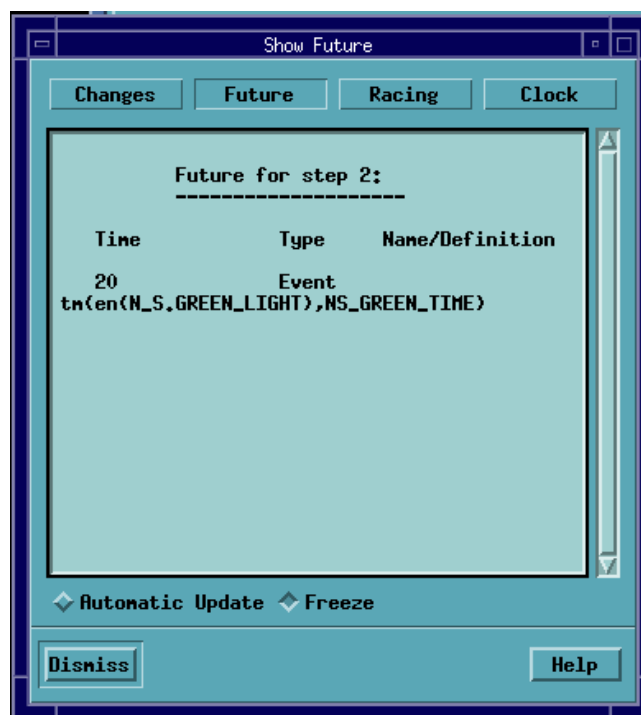 Show Future
Changes Future Racing Clock
Future for step 2:
--------------------
Time Type Name/Definition
20 Event
tm(en(N_S.GREEN_LIGHT),NS_GREEN_TIME)
Automatic Update Freeze
Dismiss Help